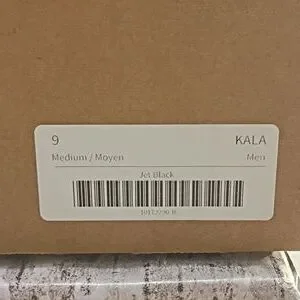 9 KALA
Medium / Moyen Men
Jet Black